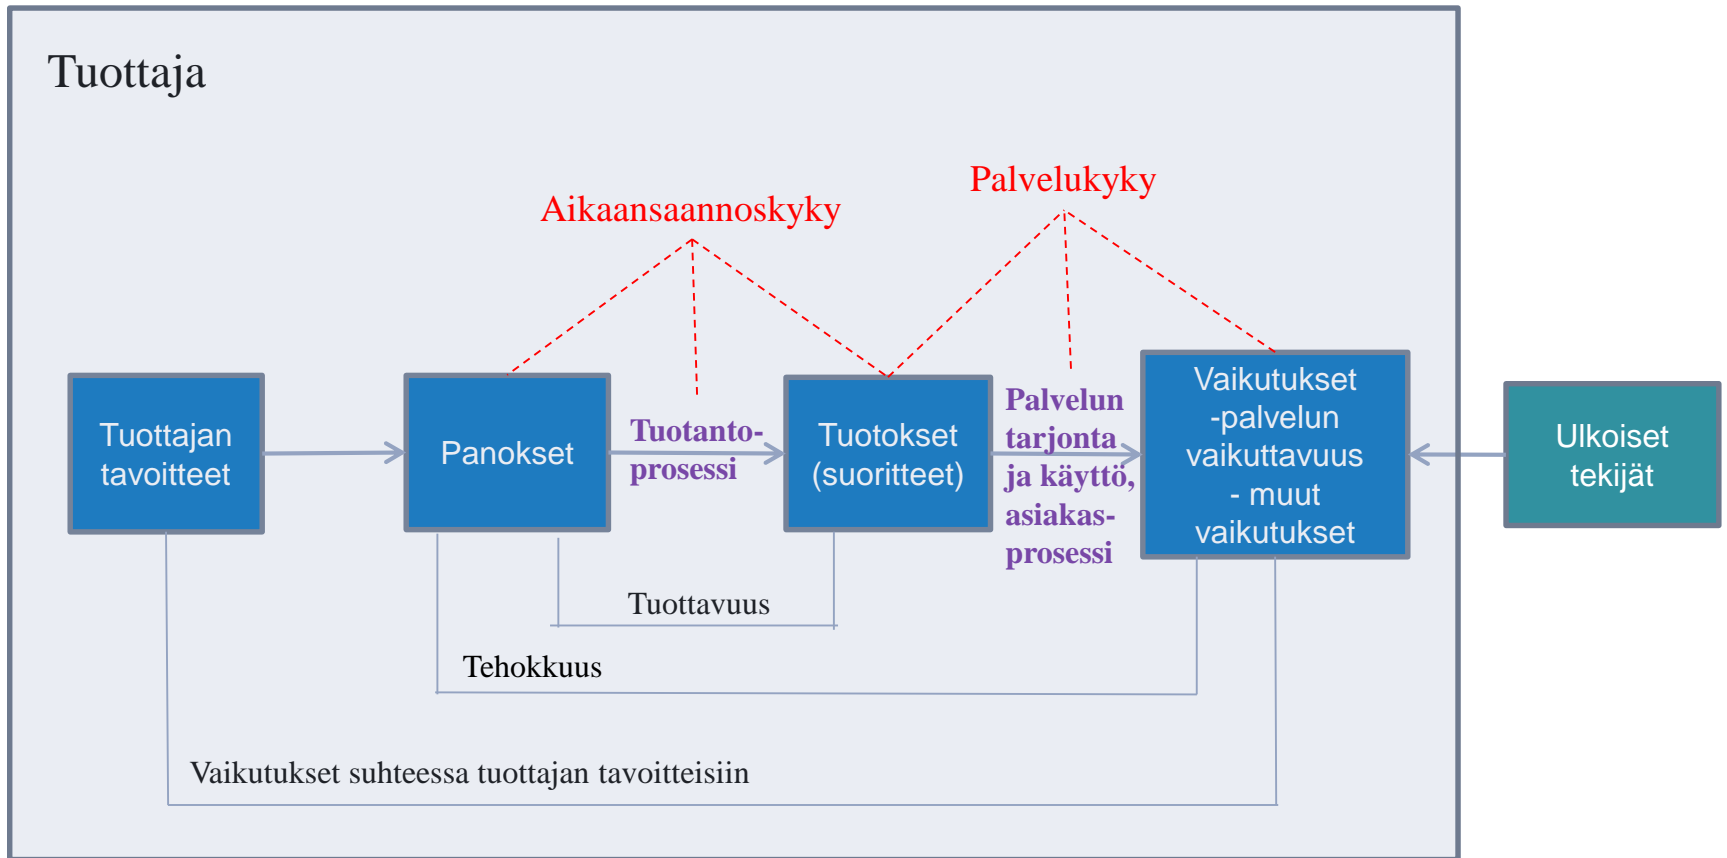 Tuottaja
Palvelukyky
Aikaansaannoskyky
Tuottajan
tavoitteet
Panokset
Tuotanto-
prosessi
Tuotokset
(suoritteet)
Palvelun
tarjonta
ja käyttö,
asiakas-
prosessi
Vaikutukset
-palvelun
vaikuttavuus
- muut
vaikutukset
Ulkoiset
tekijät
Tuottavuus
Tehokkuus
Vaikutukset suhteessa tuottajan tavoitteisiin